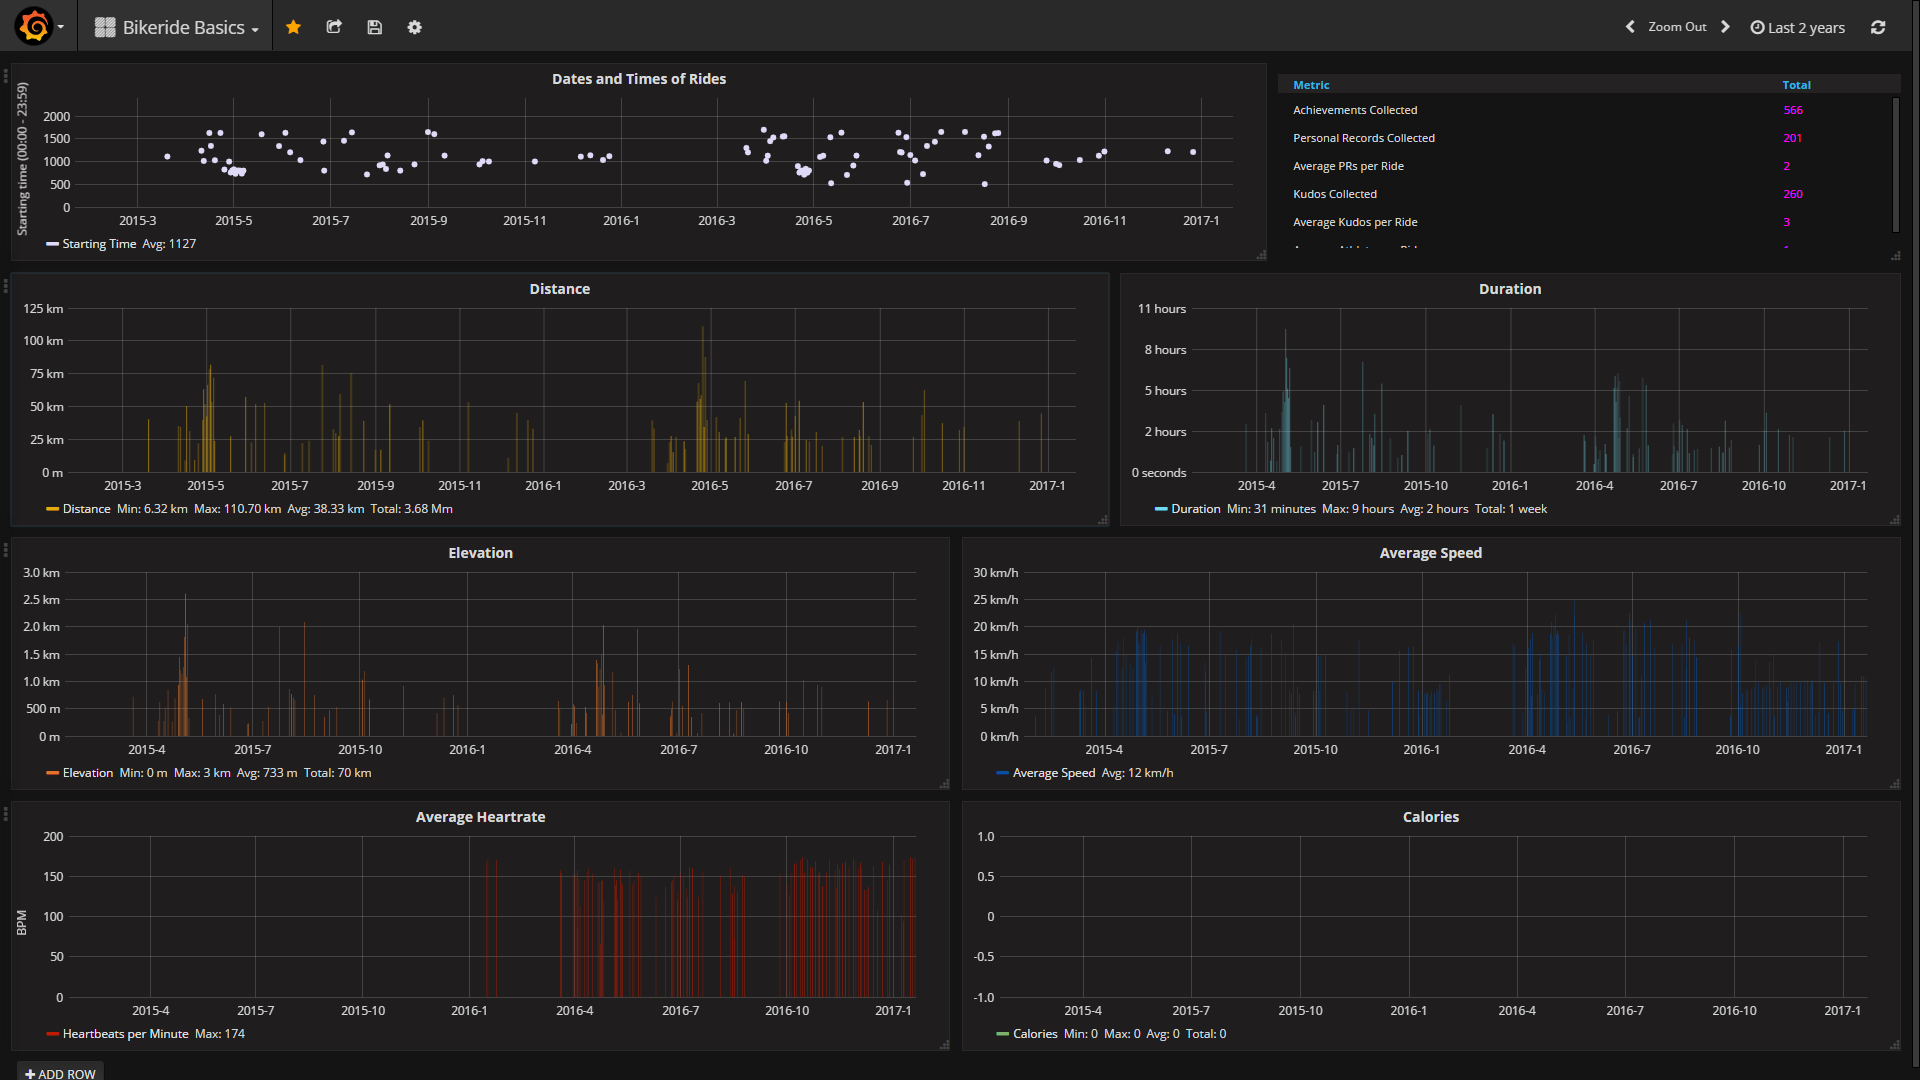 Bikeride Basics
Zoom Out
Last 2 years
Dates and Times of Rides
Starting time (00:00 - 23:59)
2000
1500
1000
500
0
2015-3 2015-5 2015-7 2015-9 2015-11 2016-1 2016-3 2016-5 2016-7 2016-9 2016-11 2017-1
Starting Time Avg: 1127
Metric Total
Achievements Collected 566
Personal Records Collected 201
Average PRs per Ride 2
Kudos Collected 260
Average Kudos per Ride 3
Distance
125 km
100 km
75 km
50 km
25 km
0 m
2015-3 2015-5 2015-7 2015-9 2015-11 2016-1 2016-3 2016-5 2016-7 2016-9 2016-11 2017-1
Distance Min: 6.32 km Max: 110.70 km Avg: 38.33 km Total: 3.68 Mm
Duration
11 hours
8 hours
5 hours
2 hours
0 seconds
2015-4 2015-7 2015-10 2016-1 2016-4 2016-7 2016-10 2017-1
Duration Min: 31 minutes Max: 9 hours Avg: 2 hours Total: 1 week
Elevation
3.0 km
2.5 km
2.0 km
1.5 km
1.0 km
500 m
0 m
2015-4 2015-7 2015-10 2016-1 2016-4 2016-7 2016-10 2017-1
Elevation Min: 0 m Max: 3 km Avg: 733 m Total: 70 km
Average Speed
30 km/h
25 km/h
20 km/h
15 km/h
10 km/h
5 km/h
0 km/h
2015-4 2015-7 2015-10 2016-1 2016-4 2016-7 2016-10 2017-1
Average Speed Avg: 12 km/h
Average Heartrate
BPM
200
150
100
50
0
2015-4 2015-7 2015-10 2016-1 2016-4 2016-7 2016-10 2017-1
Heartbeats per Minute Max: 174
Calories
1.0
0.5
0
-0.5
-1.0
2015-4 2015-7 2015-10 2016-1 2016-4 2016-7 2016-10 2017-1
Calories Min: 0 Max: 0 Avg: 0 Total: 0
ADD ROW